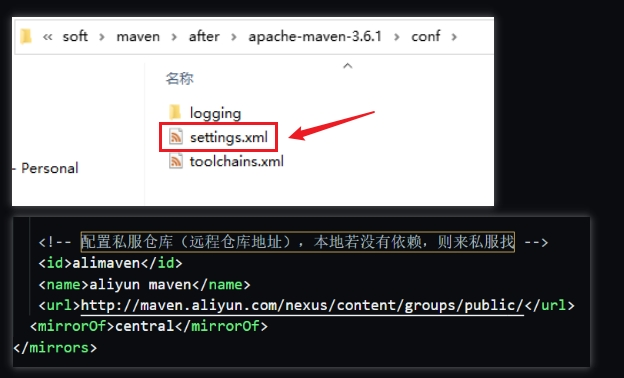 « soft › maven › after › apache-maven-3.6.1 › conf ›
名称
logging
settings.xml
- Personal
toolchains.xml
<!-- 配置私服仓库（远程仓库地址），本地若没有依赖，则来私服找 -->
<id>alimaven</id>
<name>aliyun maven</name>
<url>http://maven.aliyun.com/nexus/content/groups/public/</url>
<mirrorOf>central</mirrorOf>
</mirrors>